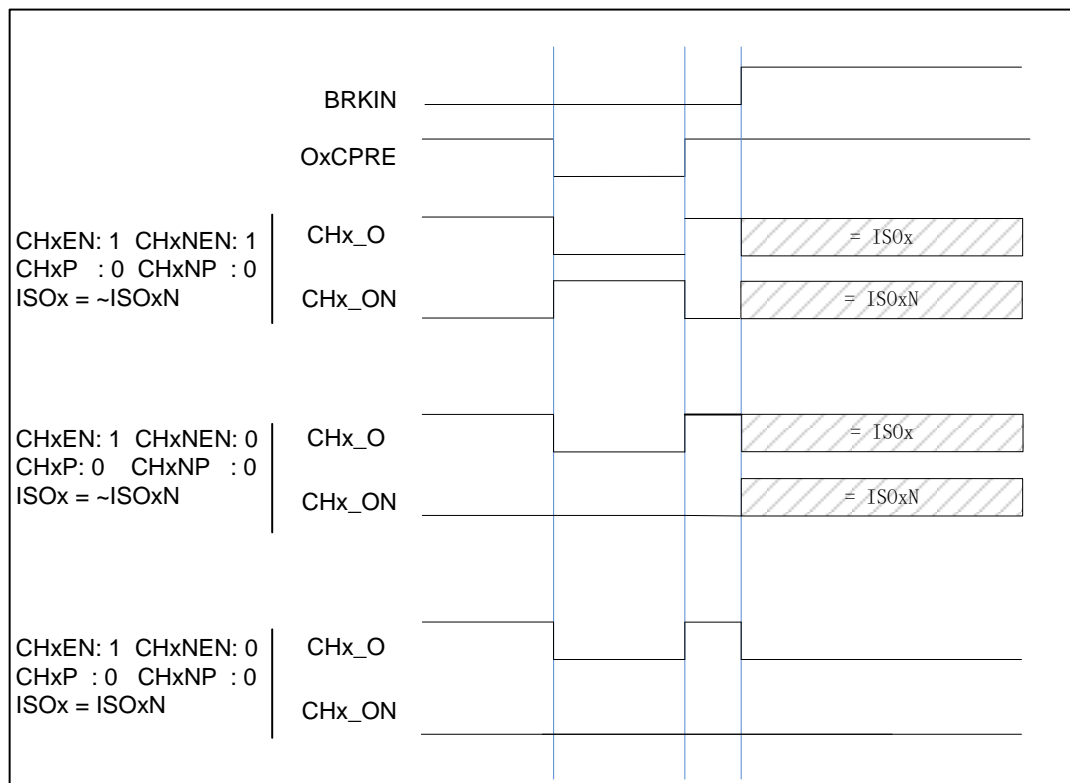 BRKIN
OxCPRE
CHxEN: 1 CHxNEN: 1
CHxP : 0 CHxNP : 0
ISOx = ~ISOxN
CHx_O
= ISOx
CHx_ON
= ISOxN
CHxEN: 1 CHxNEN: 0
CHxP: 0 CHxNP : 0
ISOx = ~ISOxN
CHx_O
= ISOx
CHx_ON
= ISOxN
CHxEN: 1 CHxNEN: 0
CHxP : 0 CHxNP : 0
ISOx = ISOxN
CHx_O
CHx_ON